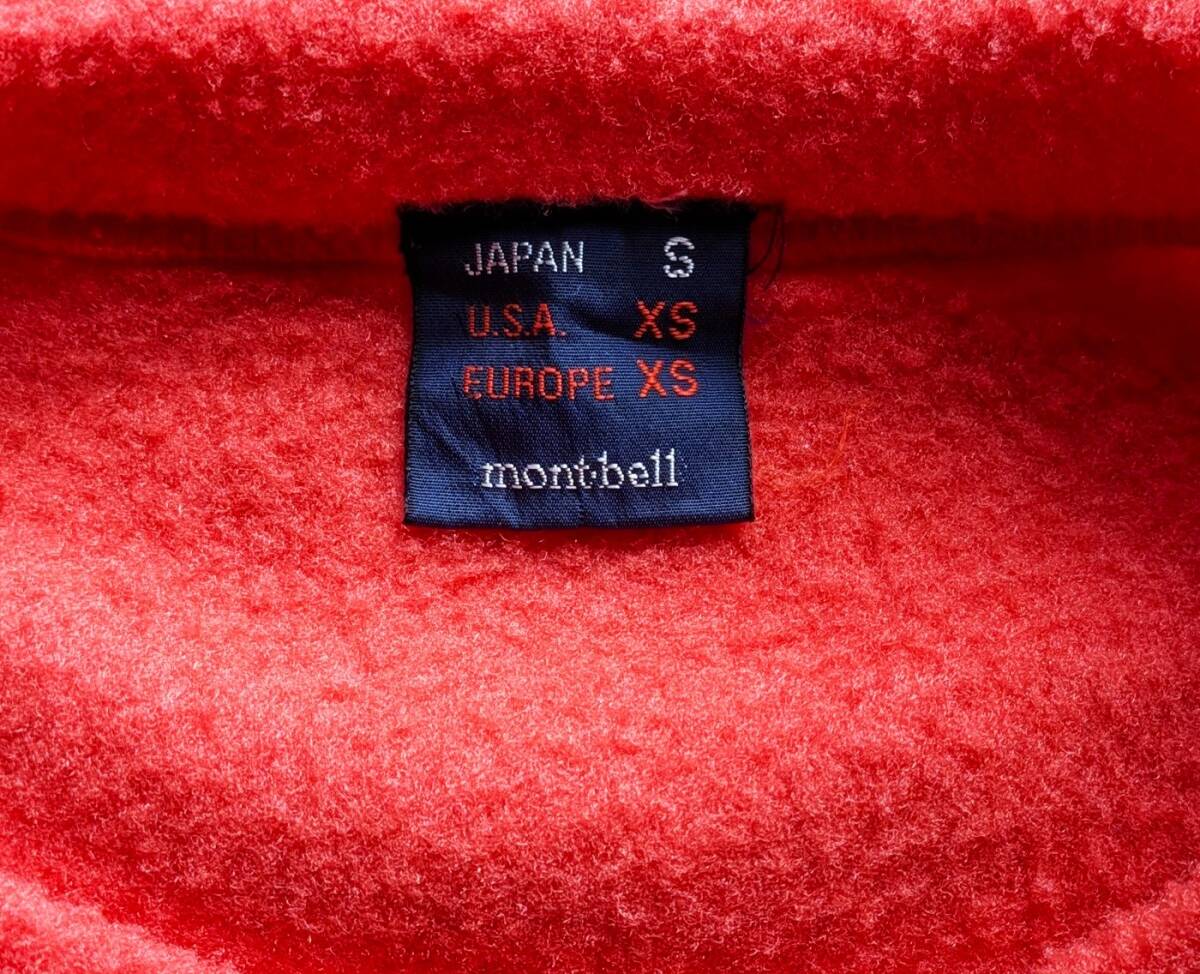 JAPAN S
U.S.A. XS
EUROPE XS
mont·bell